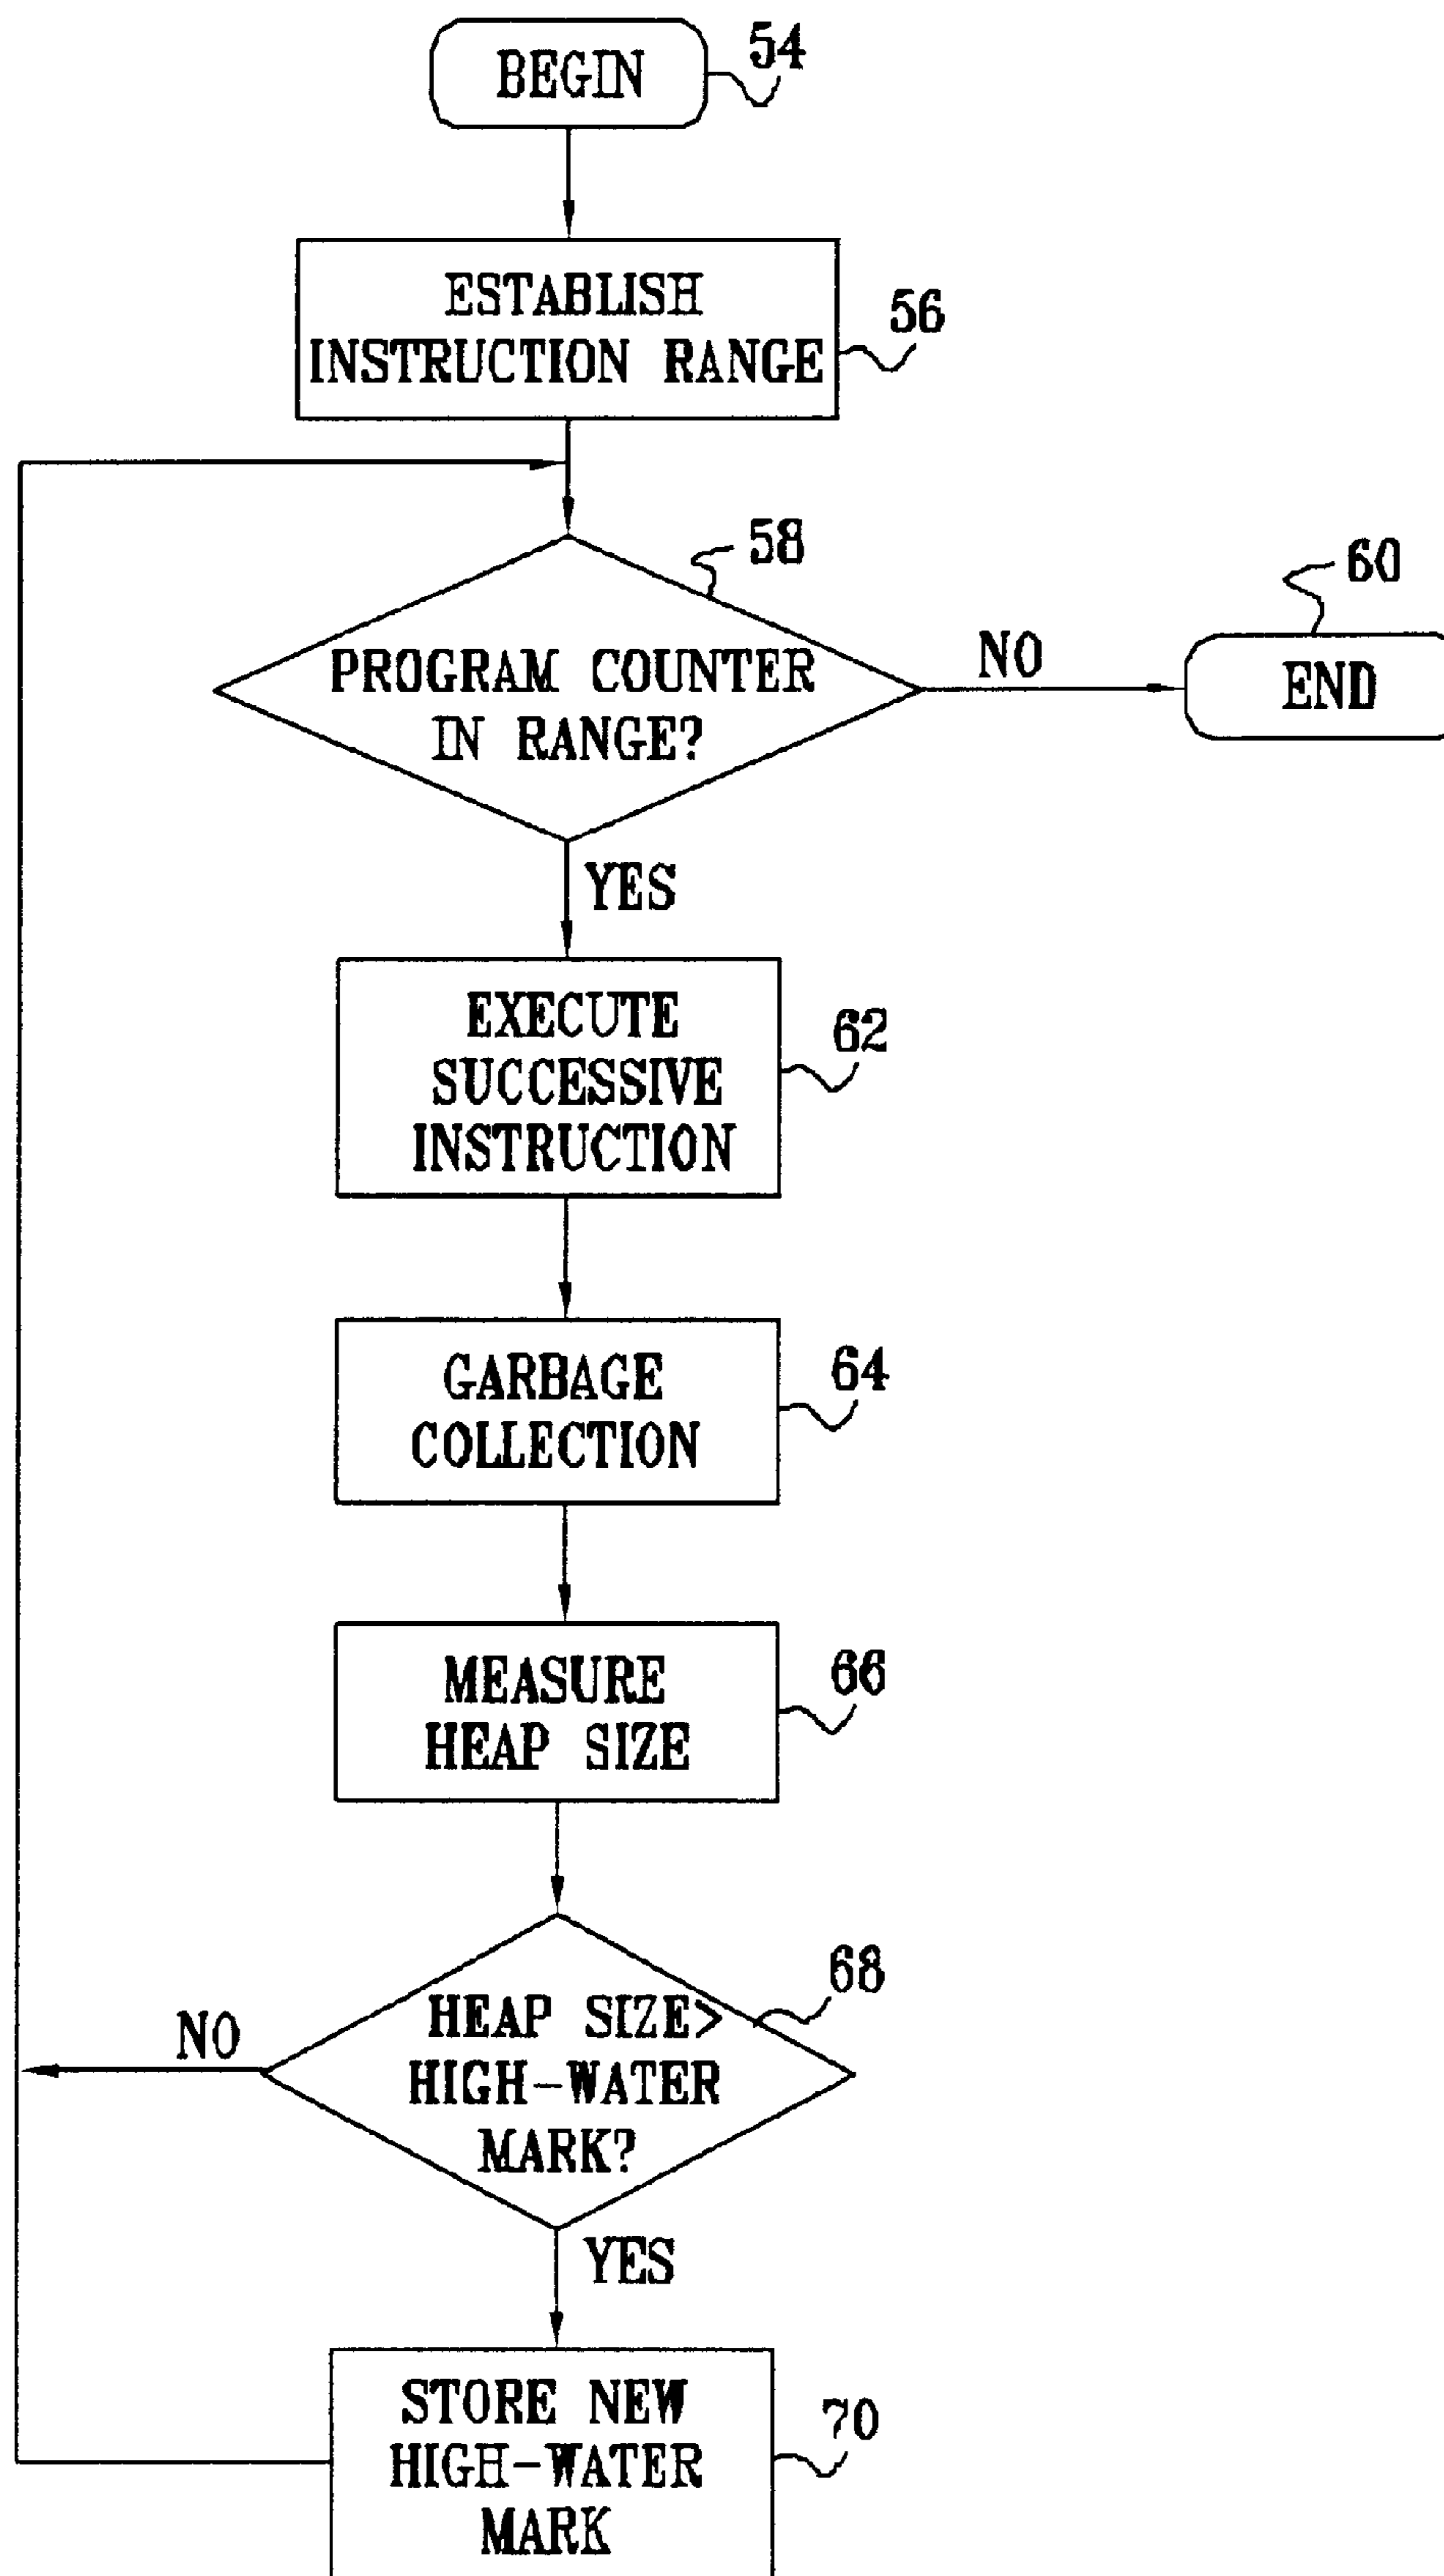 BEGIN
54
ESTABLISH
INSTRUCTION RANGE
56
58
60
PROGRAM COUNTER
IN RANGE?
NO
END
YES
EXECUTE
SUCCESSIVE
INSTRUCTION
62
GARBAGE
COLLECTION
64
MEASURE
HEAP SIZE
66
68
HEAP SIZE>
HIGH-WATER
MARK?
NO
YES
STORE NEW
HIGH-WATER
MARK
70